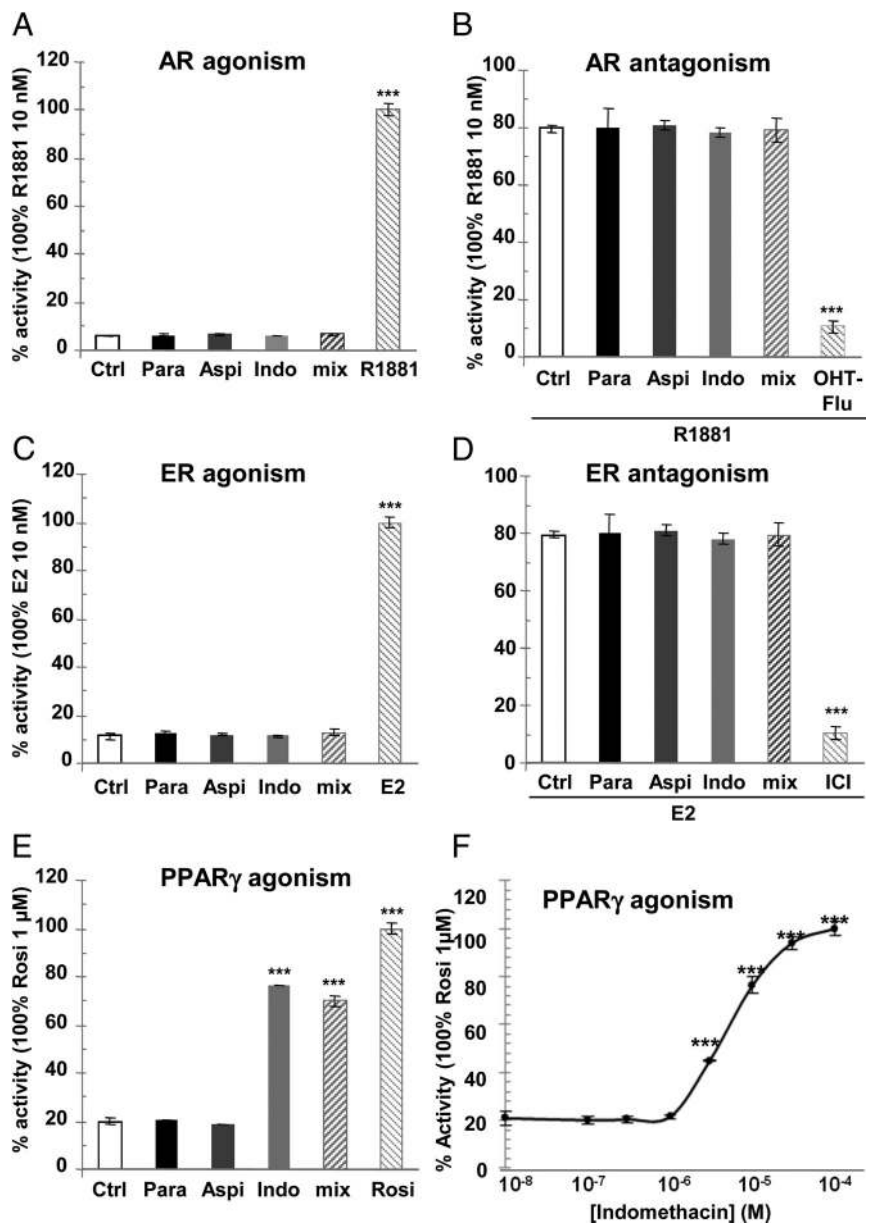 A
AR agonism
% activity (100% R1881 10 nM)
120
100
80
60
40
20
0
***
Ctrl Para Aspi Indo mix R1881
B
AR antagonism
% activity (100% R1881 10 nM)
100
80
60
40
20
0
***
Ctrl Para Aspi Indo mix OHT-
Flu
R1881
C
ER agonism
% activity (100% E2 10 nM)
120
100
80
60
40
20
0
***
Ctrl Para Aspi Indo mix E2
D
ER antagonism
% activity (100% E2 10 nM)
100
80
60
40
20
0
***
Ctrl Para Aspi Indo mix ICI
E2
E
PPARγ agonism
% activity (100% Rosi 1 µM)
120
100
80
60
40
20
0
*** *** ***
Ctrl Para Aspi Indo mix Rosi
F
PPARγ agonism
% Activity (100% Rosi 1µM)
120
100
80
60
40
20
0
*** *** *** ***
10⁻⁸ 10⁻⁷ 10⁻⁶ 10⁻⁵ 10⁻⁴
[Indomethacin] (M)